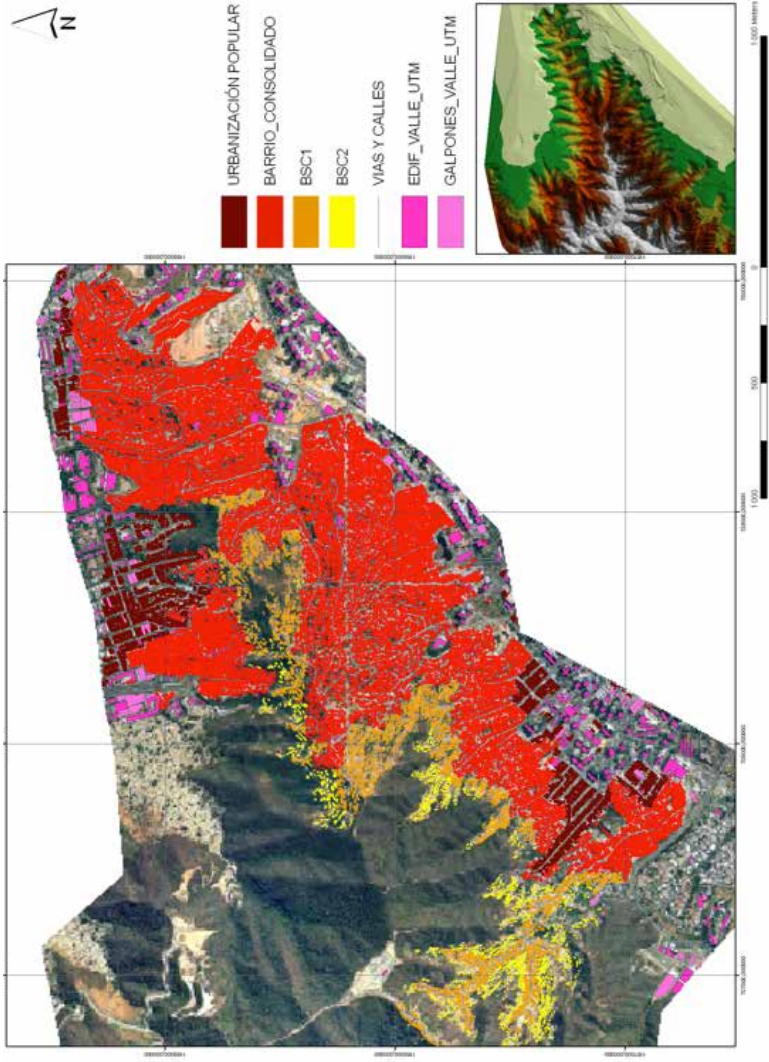 N
URBANIZACIÓN POPULAR
BARRIO_CONSOLIDADO
BSC1
BSC2
VIAS Y CALLES
EDIF_VALLE_UTM
GALPONES_VALLE_UTM
1 000
500
0
1 000 Meters